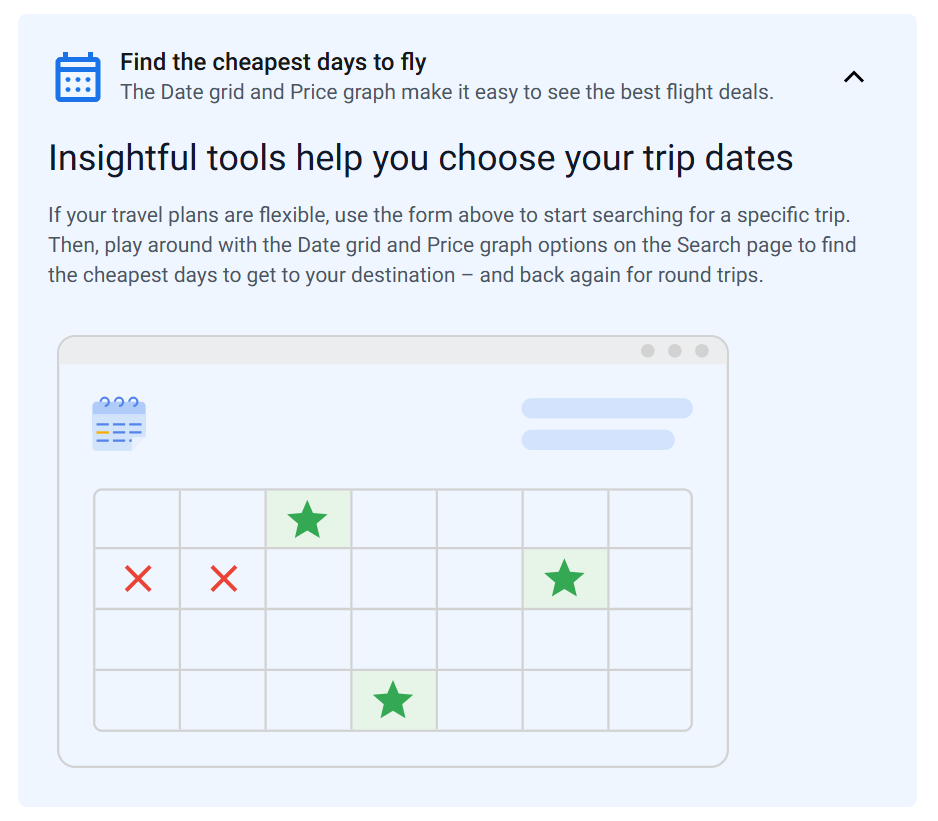 Find the cheapest days to fly
The Date grid and Price graph make it easy to see the best flight deals.
Insightful tools help you choose your trip dates
If your travel plans are flexible, use the form above to start searching for a specific trip.
Then, play around with the Date grid and Price graph options on the Search page to find
the cheapest days to get to your destination – and back again for round trips.